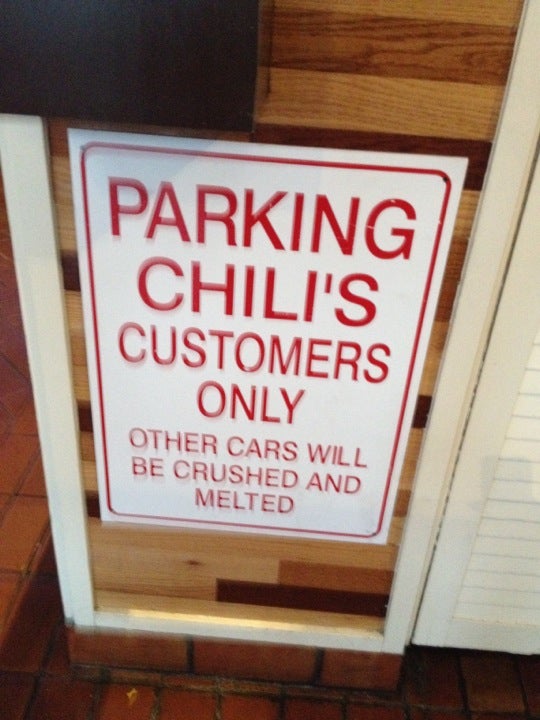 PARKING
CHILI'S
CUSTOMERS
ONLY
OTHER CARS WILL
BE CRUSHED AND
MELTED